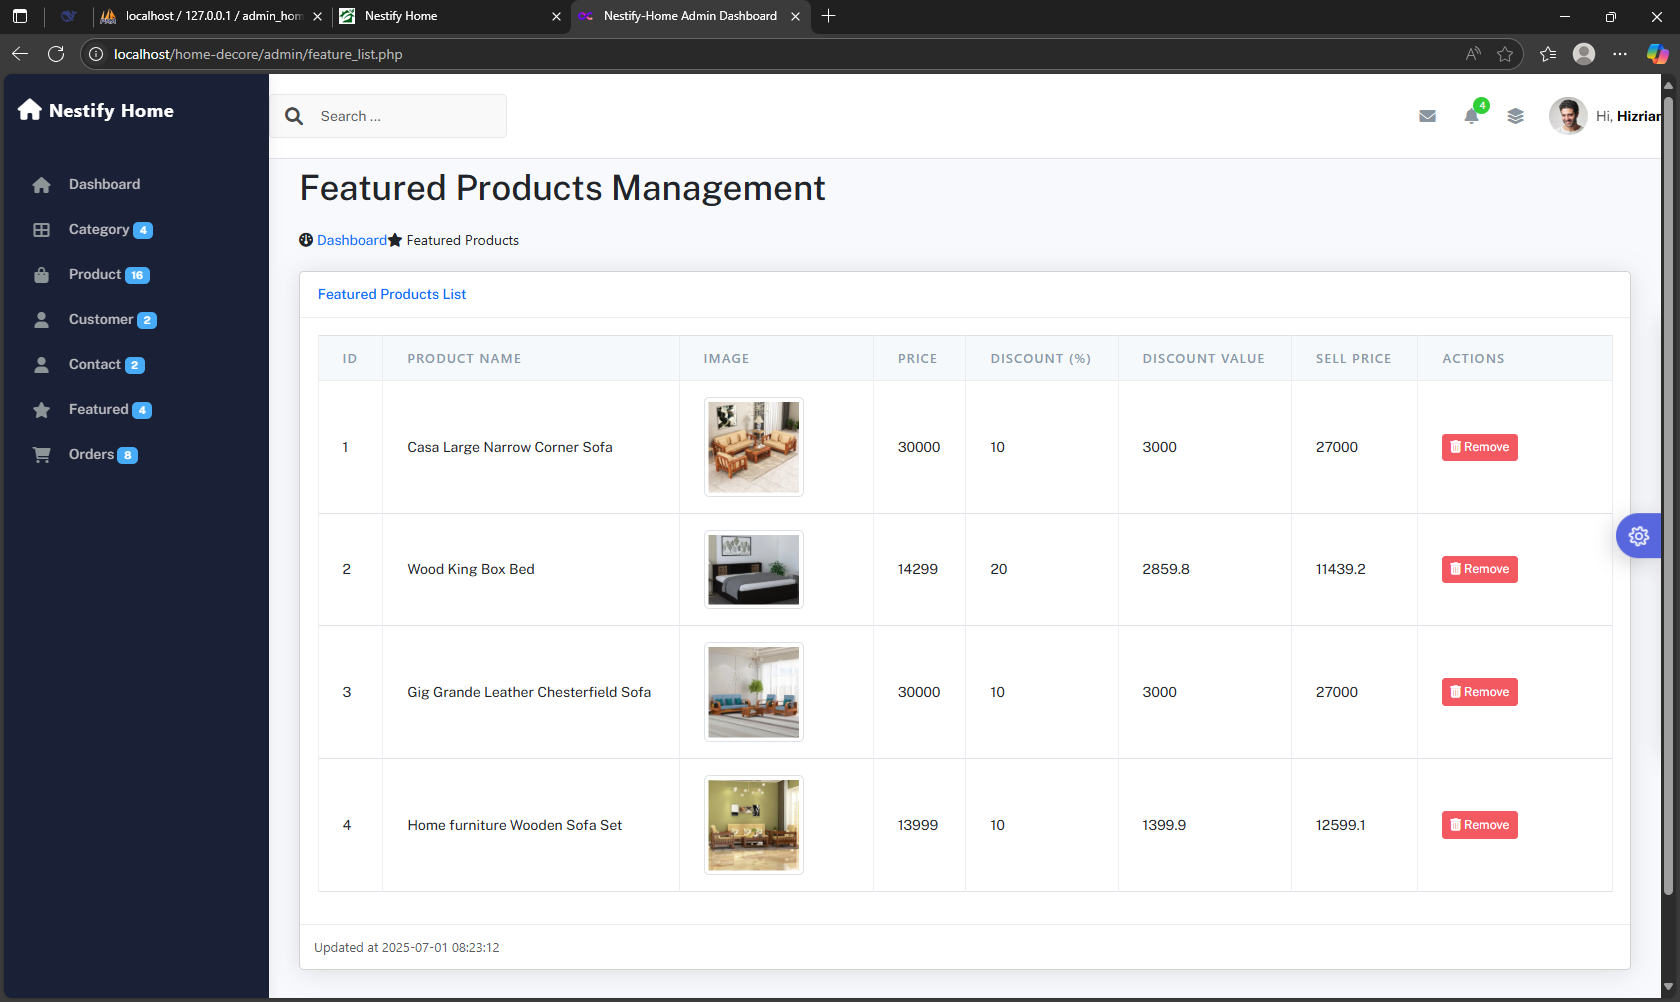 localhost / 127.0.0.1 / admin_hom
Nestify Home
Nestify-Home Admin Dashboard
localhost/home-decore/admin/feature_list.php
Nestify Home
Search ...
4
Hi, Hizrian
Dashboard
Category 4
Product 16
Customer 2
Contact 2
Featured 4
Orders 8
Featured Products Management
Dashboard Featured Products
Featured Products List
ID PRODUCT NAME IMAGE PRICE DISCOUNT (%) DISCOUNT VALUE SELL PRICE ACTIONS
1 Casa Large Narrow Corner Sofa 30000 10 3000 27000 Remove
2 Wood King Box Bed 14299 20 2859.8 11439.2 Remove
3 Gig Grande Leather Chesterfield Sofa 30000 10 3000 27000 Remove
4 Home furniture Wooden Sofa Set 13999 10 1399.9 12599.1 Remove
Updated at 2025-07-01 08:23:12